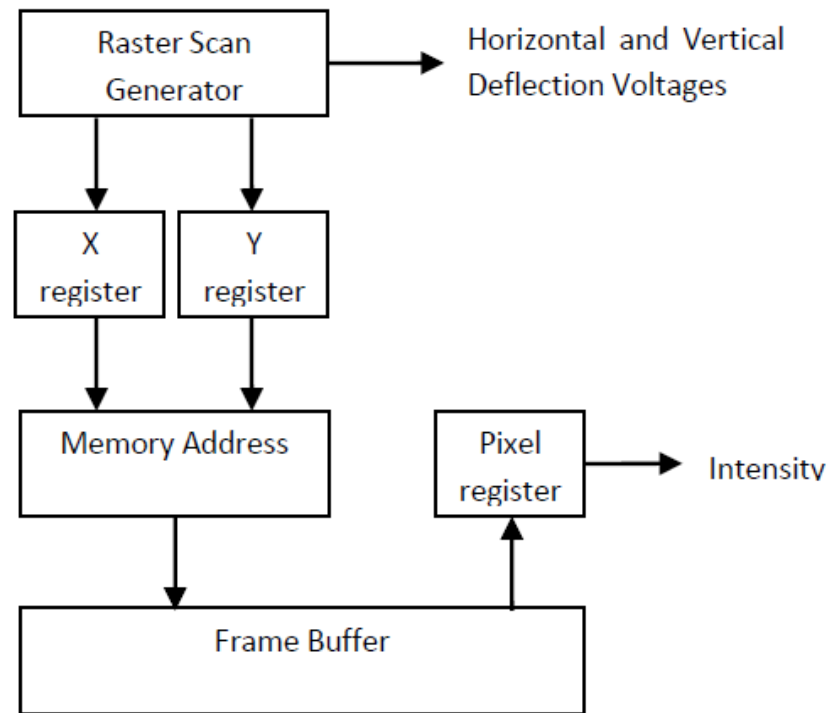 Raster Scan
Generator
Horizontal and Vertical
Deflection Voltages
X
register
Y
register
Memory Address
Pixel
register
Intensity
Frame Buffer